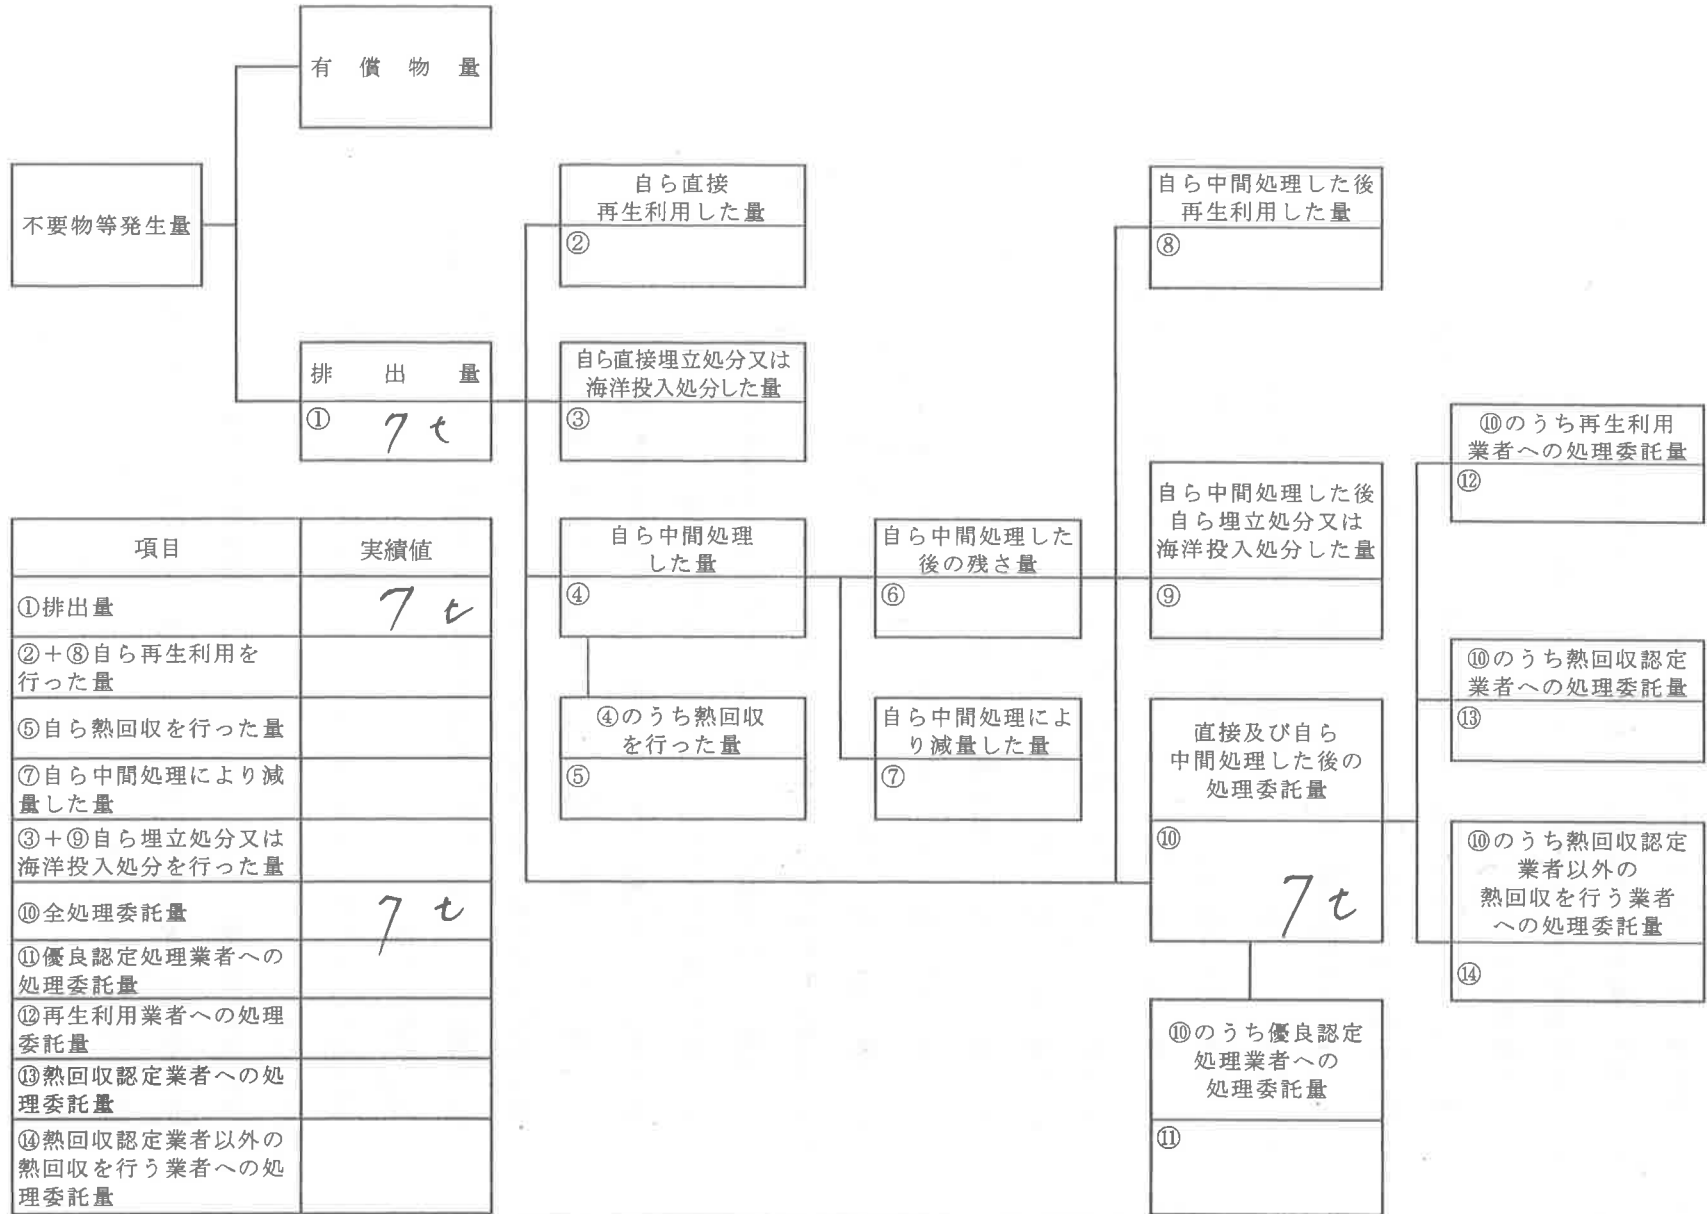 有償物量
不要物等発生量
排出量
① 7t
自ら直接
再生利用した量
②
自ら直接埋立処分又は
海洋投入処分した量
③
自ら中間処理
した量
④
④のうち熱回収
を行った量
⑤
自ら中間処理した
後の残さ量
⑥
自ら中間処理によ
り減量した量
⑦
自ら中間処理した後
再生利用した量
⑧
自ら中間処理した後
自ら埋立処分又は
海洋投入処分した量
⑨
直接及び自ら
中間処理した後の
処理委託量
⑩
7t
⑩のうち優良認定
処理業者への
処理委託量
⑪
⑩のうち再生利用
業者への処理委託量
⑫
⑩のうち熱回収認定
業者への処理委託量
⑬
⑩のうち熱回収認定
業者以外の
熱回収を行う業者
への処理委託量
⑭
項目 実績値
①排出量 7t
②+⑧自ら再生利用を
行った量
⑤自ら熱回収を行った量
⑦自ら中間処理により減
量した量
③+⑨自ら埋立処分又は
海洋投入処分を行った量
⑩全処理委託量 7t
⑪優良認定処理業者への
処理委託量
⑫再生利用業者への処理
委託量
⑬熱回収認定業者への処
理委託量
⑭熱回収認定業者以外の
熱回収を行う業者への処
理委託量